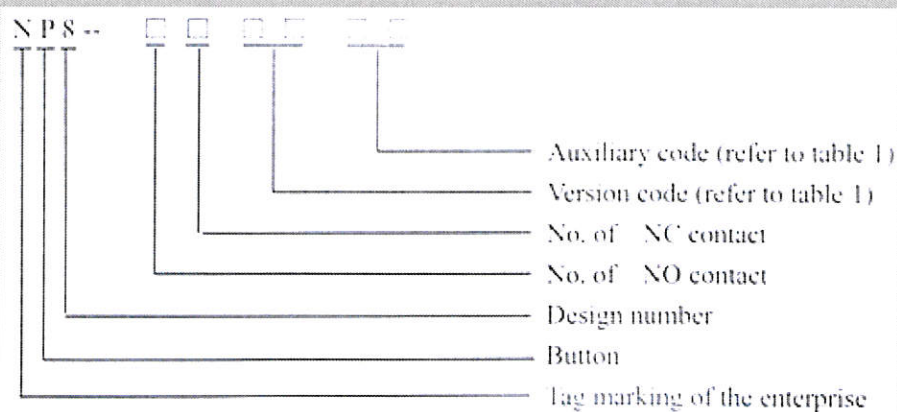 NP8-- □ □ □ □ □ □
Auxiliary code (refer to table 1)
Version code (refer to table 1)
No. of NC contact
No. of NO contact
Design number
Button
Tag marking of the enterprise